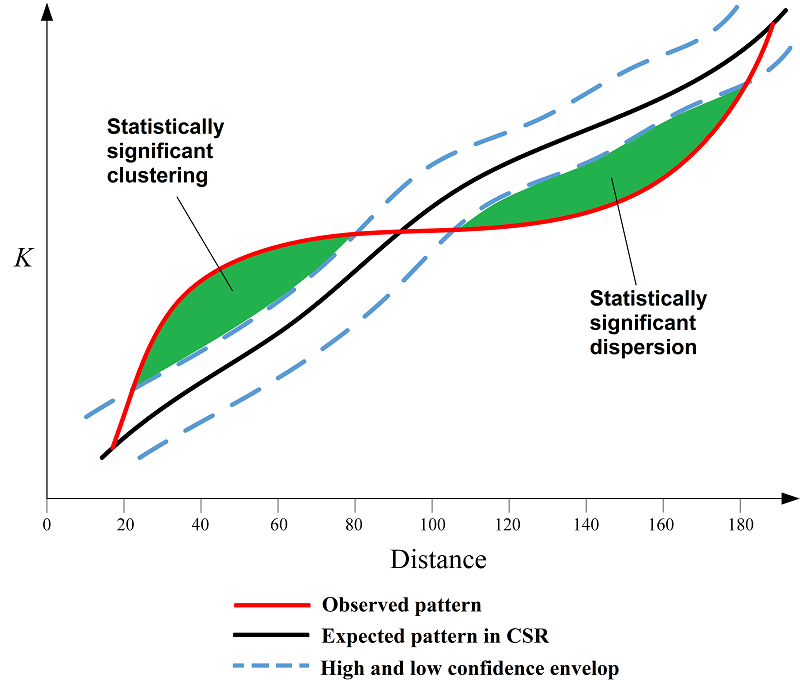 Statistically
significant
clustering
K
Statistically
significant
dispersion
0 20 40 60 80 100 120 140 160 180
Distance
Observed pattern
Expected pattern in CSR
High and low confidence envelop